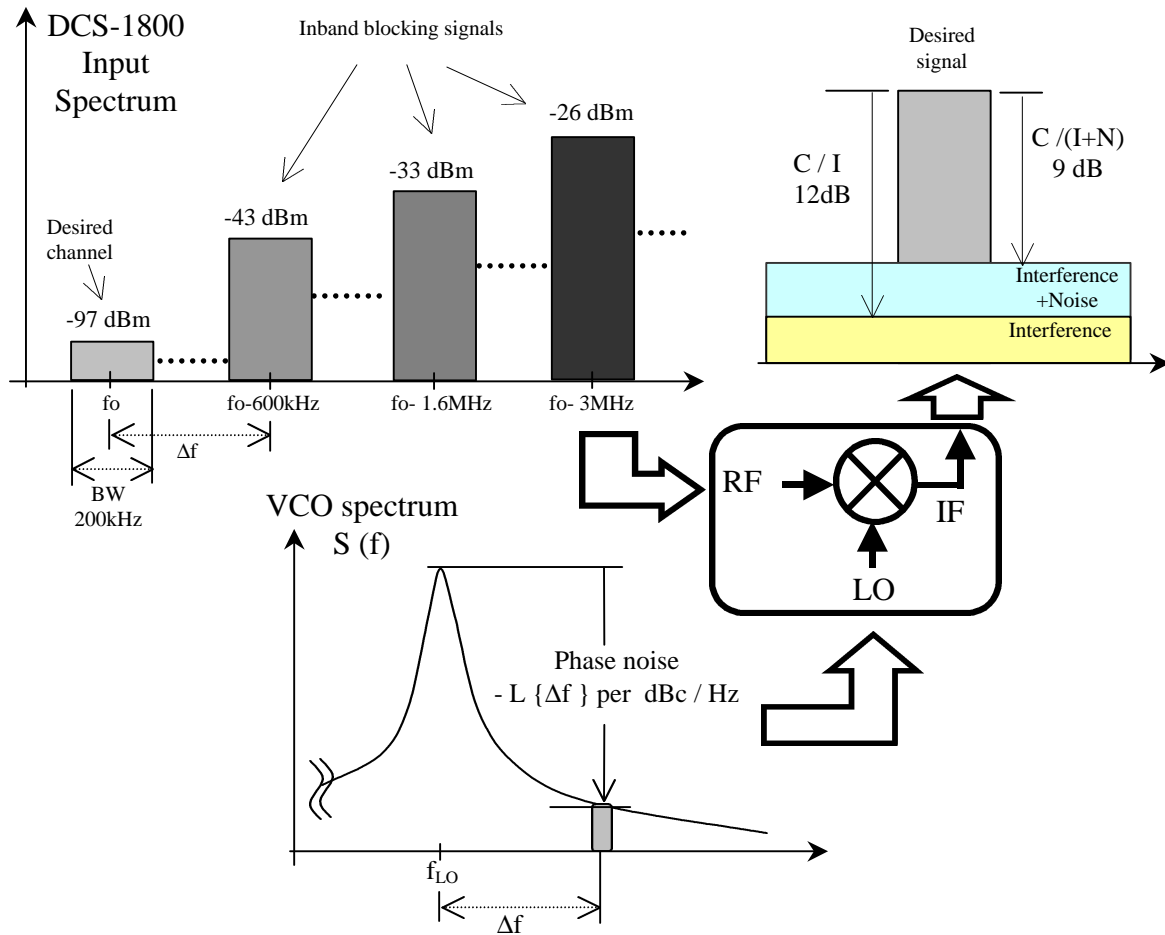 DCS-1800
Input
Spectrum
Inband blocking signals
-26 dBm
-33 dBm
-43 dBm
Desired
channel
-97 dBm
fo
fo-600kHz
fo- 1.6MHz
fo- 3MHz
Δf
BW
200kHz
Desired
signal
C / I
12dB
C /(I+N)
9 dB
Interference
+Noise
Interference
RF
IF
LO
VCO spectrum
S (f)
Phase noise
- L {Δf } per dBc / Hz
fLO
Δf